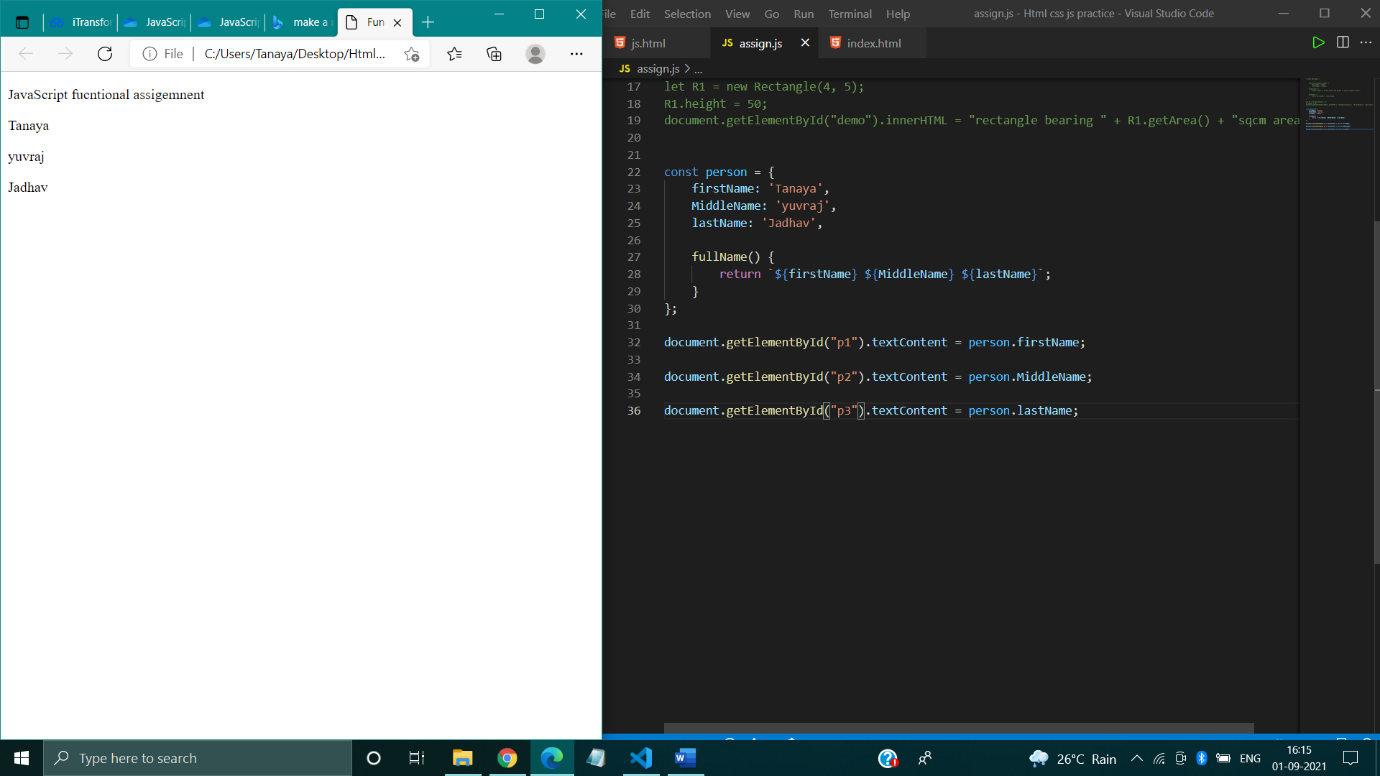 iTransfo
JavaScrip
JavaScrip
make a
Fun
File
C:/Users/Tanaya/Desktop/Html...
JavaScript fucntional assigemnent
Tanaya
yuvraj
Jadhav
Edit Selection View Go Run Terminal Help
assign.js - Html css js practice - Visual Studio Code
js.html
JS assign.js
index.html
JS assign.js > ...
17 let R1 = new Rectangle(4, 5);
18 R1.height = 50;
19 document.getElementById("demo").innerHTML = "rectangle bearing " + R1.getArea() + "sqcm area
20
21
22 const person = {
23 firstName: 'Tanaya',
24 MiddleName: 'yuvraj',
25 lastName: 'Jadhav',
26
27 fullName() {
28 return `${firstName} ${MiddleName} ${lastName}`;
29 }
30 };
31
32 document.getElementById("p1").textContent = person.firstName;
33
34 document.getElementById("p2").textContent = person.MiddleName;
35
36 document.getElementById("p3").textContent = person.lastName;
Type here to search
26°C Rain
ENG
16:15
01-09-2021